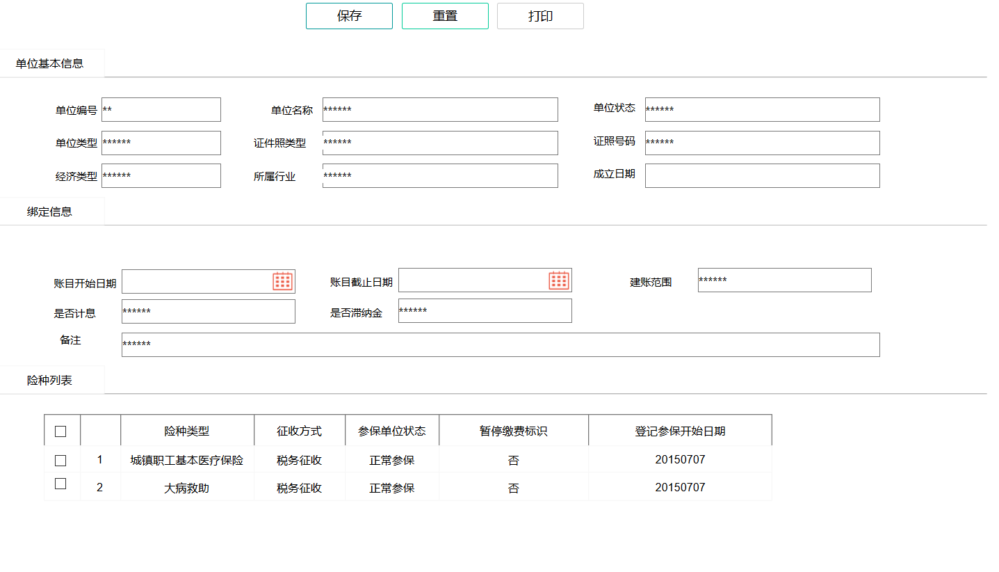 保存 重置 打印
单位基本信息
单位编号 ** 单位名称 ****** 单位状态 ******
单位类型 ****** 证件照类型 ****** 证照号码 ******
经济类型 ****** 所属行业 ****** 成立日期
绑定信息
账目开始日期 账目截止日期 建账范围 ******
是否计息 ****** 是否滞纳金 ******
备注 ******
险种列表
险种类型 征收方式 参保单位状态 暂停缴费标识 登记参保开始日期
1 城镇职工基本医疗保险 税务征收 正常参保 否 20150707
2 大病救助 税务征收 正常参保 否 20150707